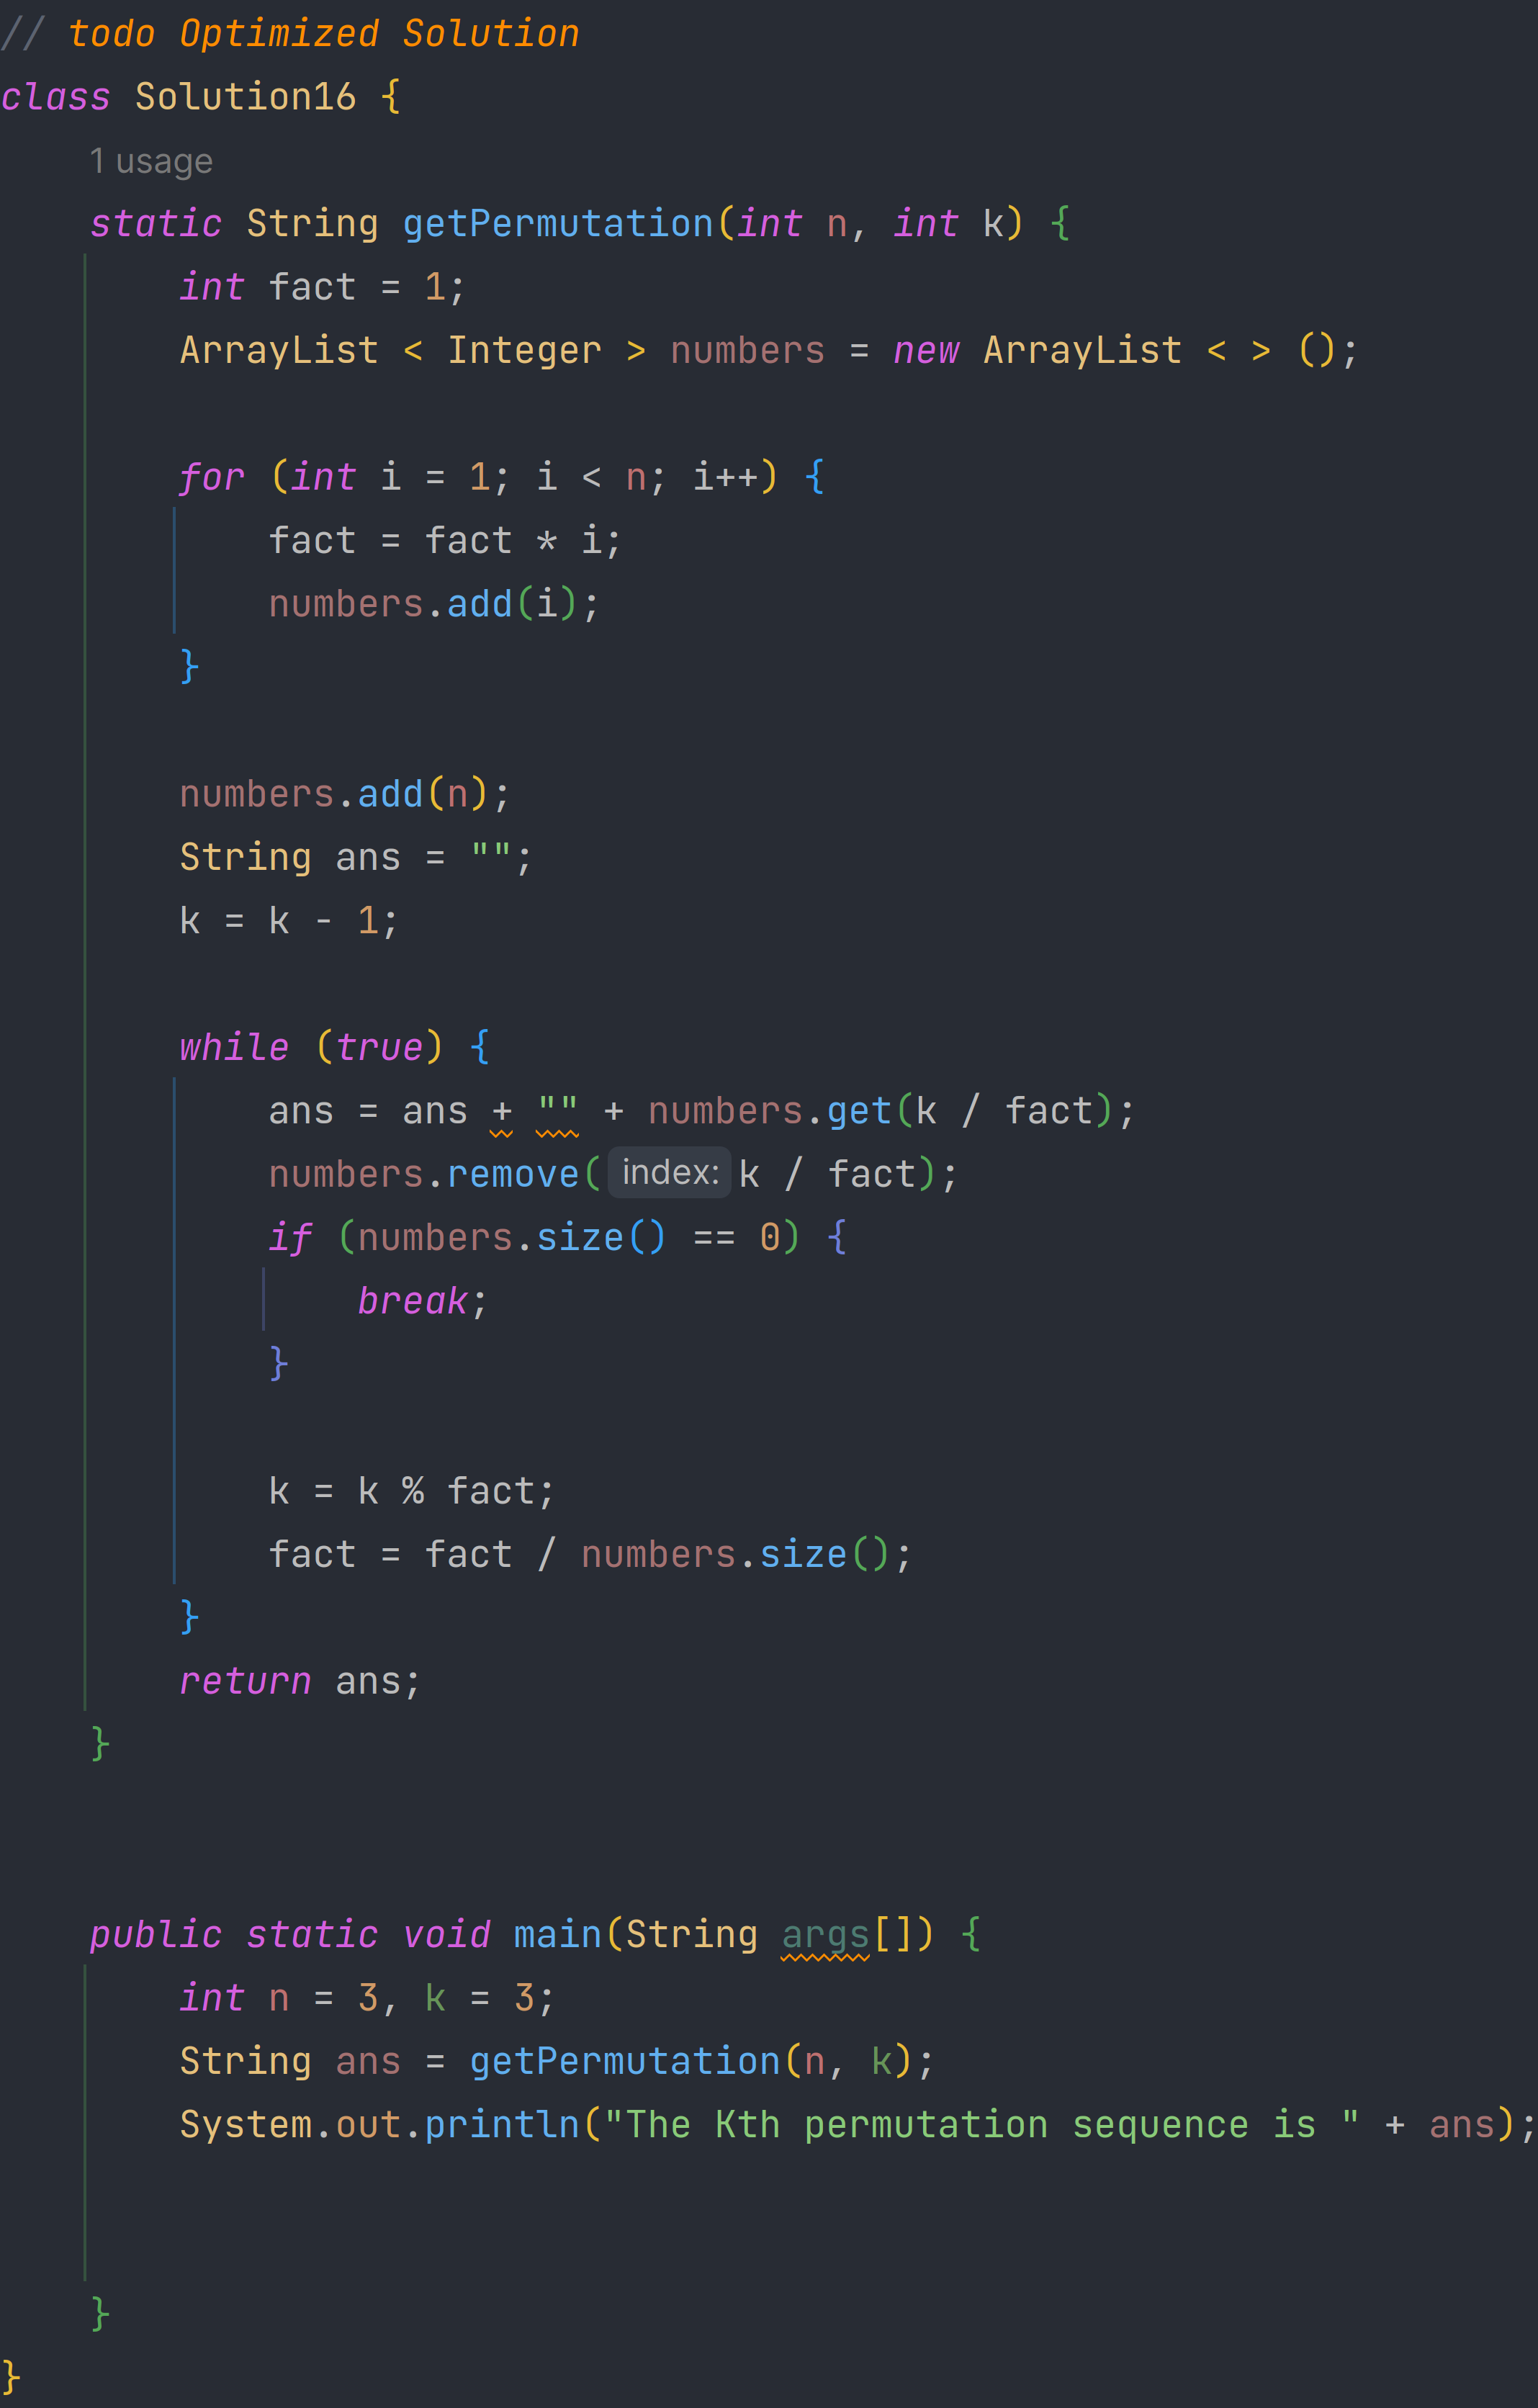 // todo Optimized Solution
class Solution16 {
1 usage
static String getPermutation(int n, int k) {
int fact = 1;
ArrayList < Integer > numbers = new ArrayList < > ();
for (int i = 1; i < n; i++) {
fact = fact * i;
numbers.add(i);
}
numbers.add(n);
String ans = "";
k = k - 1;
while (true) {
ans = ans + "" + numbers.get(k / fact);
numbers.remove( index: k / fact);
if (numbers.size() == 0) {
break;
}
k = k % fact;
fact = fact / numbers.size();
}
return ans;
}
public static void main(String args[]) {
int n = 3, k = 3;
String ans = getPermutation(n, k);
System.out.println("The Kth permutation sequence is " + ans);
}
}